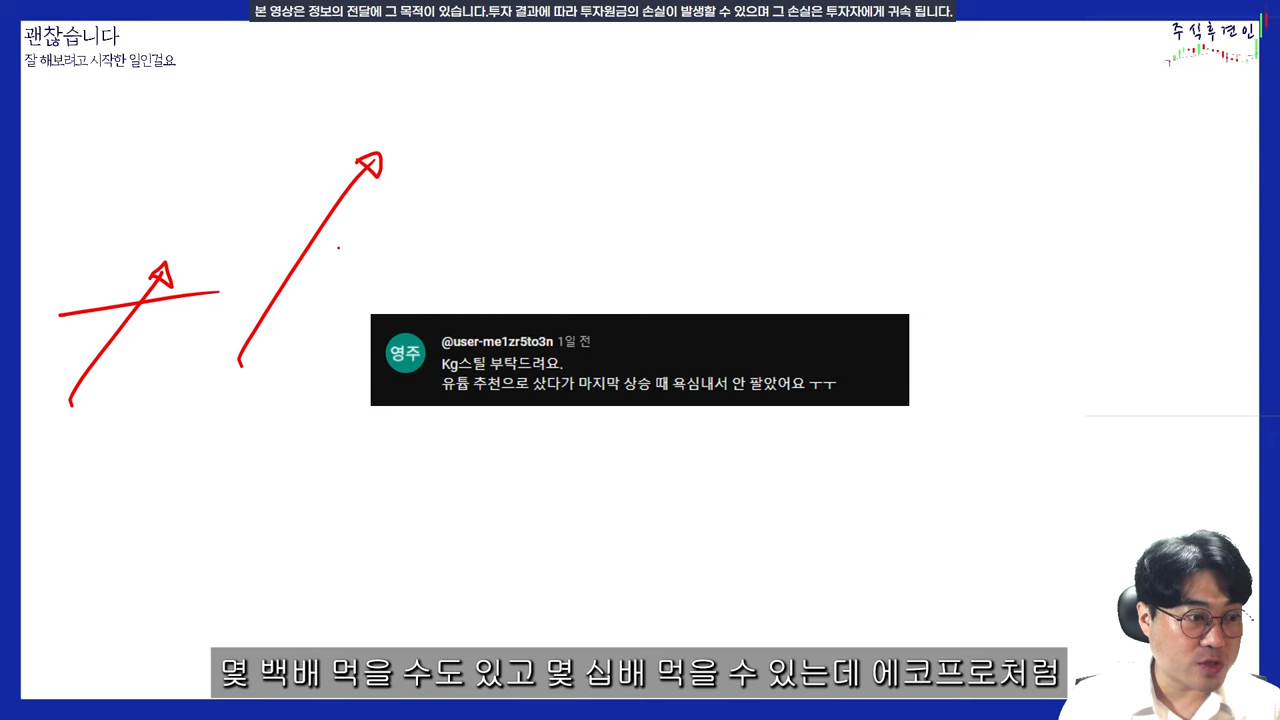 본 영상은 정보의 전달에 그 목적이 있습니다.투자 결과에 따라 투자원금의 손실이 발생할 수 있으며 그 손실은 투자자에게 귀속 됩니다.
괜찮습니다
잘 해보려고 시작한 일인걸요
주식후견인
영주
@user-me1zr5to3n 1일 전
Kg스틸 부탁드려요.
유튭 추천으로 샀다가 마지막 상승 때 욕심내서 안 팔았어요 ㅜㅜ
몇 백배 먹을 수도 있고 몇 십배 먹을 수 있는데 에코프로처럼